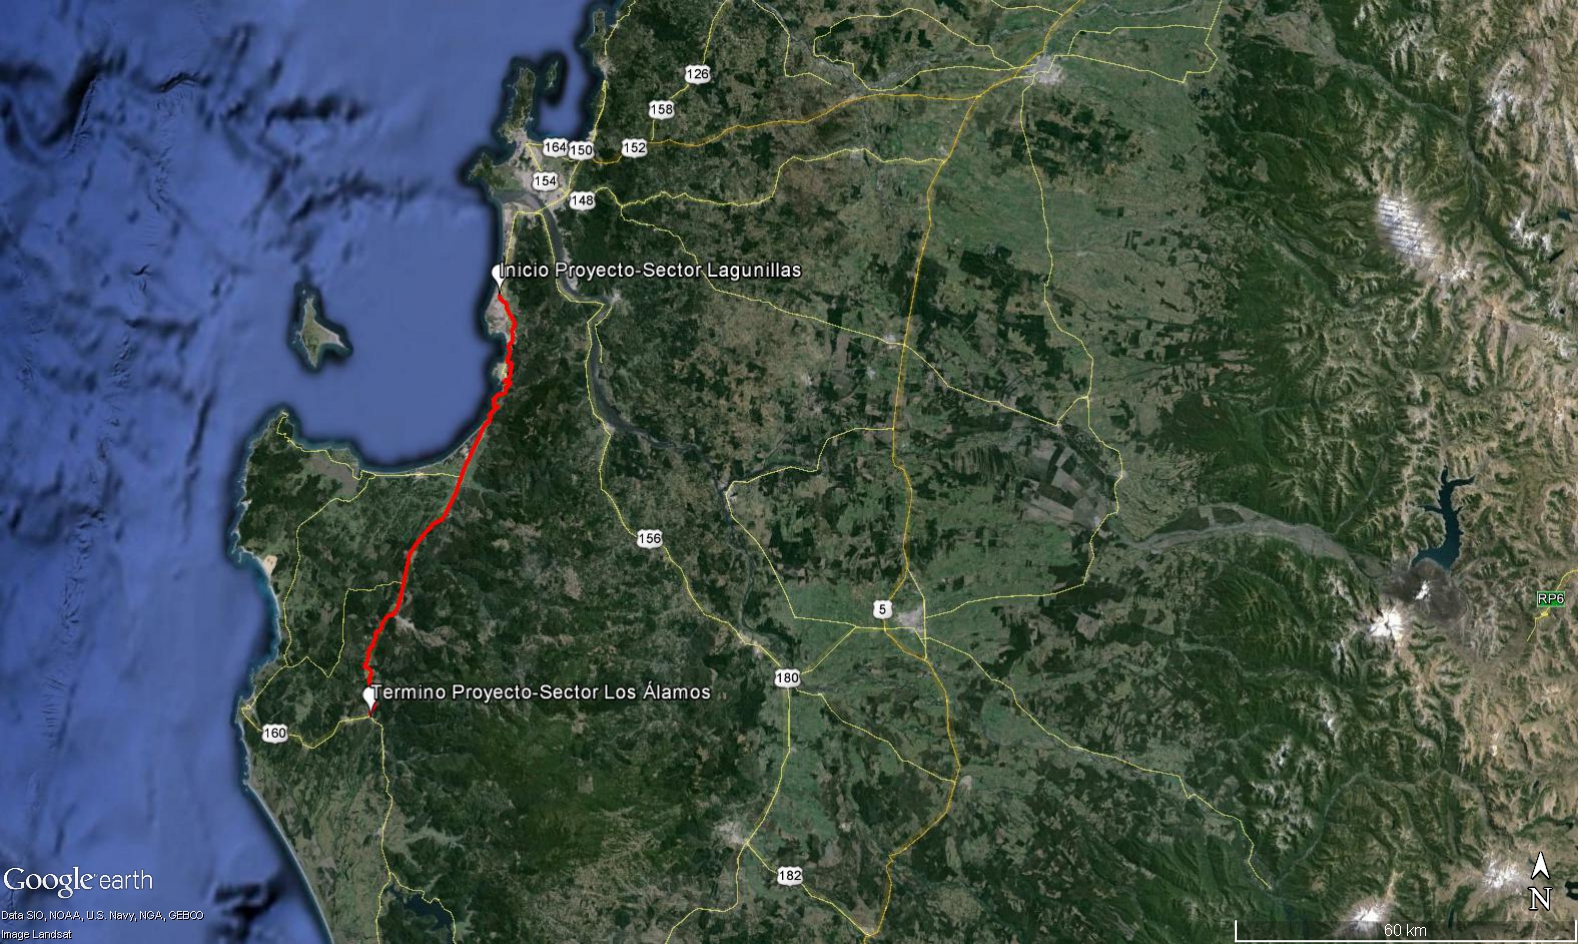 126
158
164
150
152
154
148
Inicio Proyecto-Sector Lagunillas
156
5
RP6
180
Termino Proyecto-Sector Los Álamos
160
182
Google earth
Data SIO, NOAA, U.S. Navy, NGA, GEBCO
Image Landsat
N
60 km